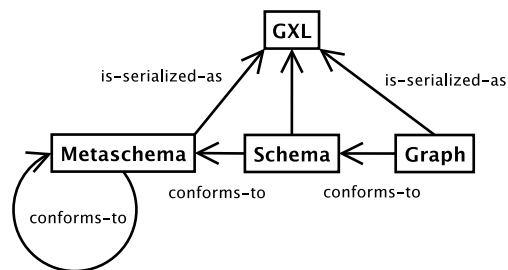 GXL
is-serialized-as
is-serialized-as
Metaschema
Schema
Graph
conforms-to
conforms-to
conforms-to